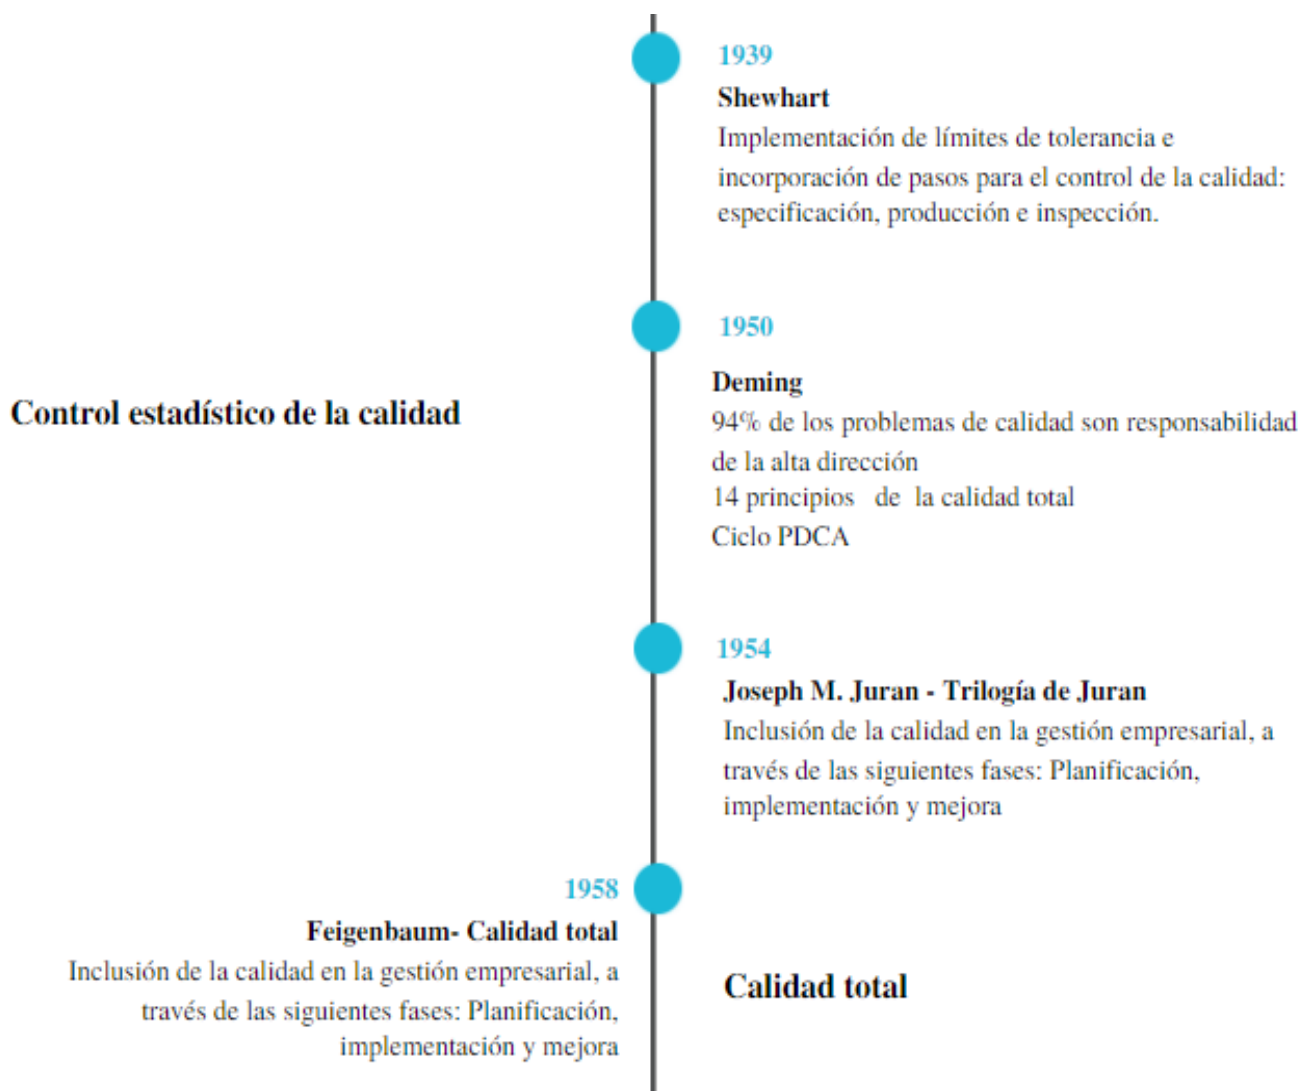 1939
Shewhart
Implementación de límites de tolerancia e
incorporación de pasos para el control de la calidad:
especificación, producción e inspección.
1950
Control estadístico de la calidad
Deming
94% de los problemas de calidad son responsabilidad
de la alta dirección
14 principios de la calidad total
Ciclo PDCA
1954
Joseph M. Juran - Trilogía de Juran
Inclusión de la calidad en la gestión empresarial, a
través de las siguientes fases: Planificación,
implementación y mejora
1958
Feigenbaum- Calidad total
Inclusión de la calidad en la gestión empresarial, a
través de las siguientes fases: Planificación,
implementación y mejora
Calidad total